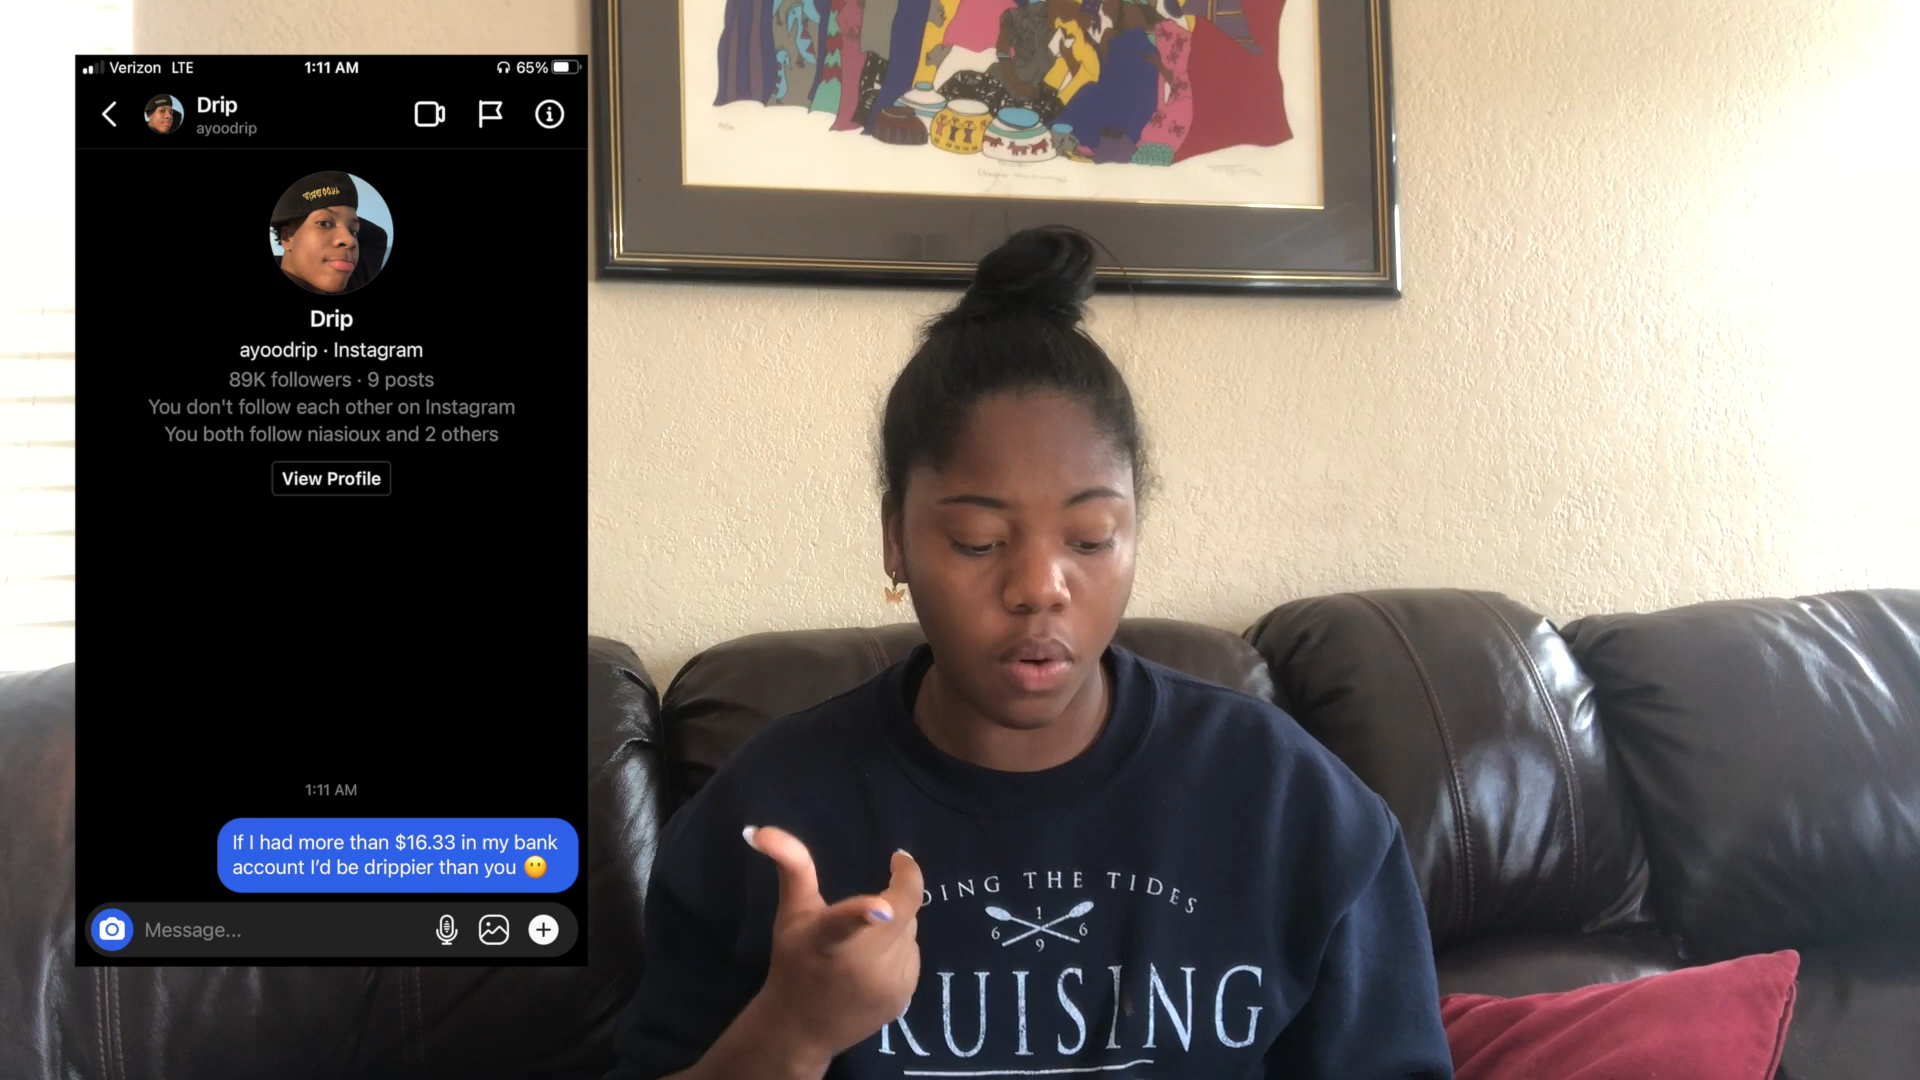 Verizon LTE 1:11 AM 65%
Drip
ayoodrip
Drip
ayoodrip · Instagram
89K followers · 9 posts
You don't follow each other on Instagram
You both follow niasioux and 2 others
View Profile
1:11 AM
If I had more than $16.33 in my bank
account I'd be drippier than you 😶
Message...
DING THE TIDES
1
6 6
9
RUISING